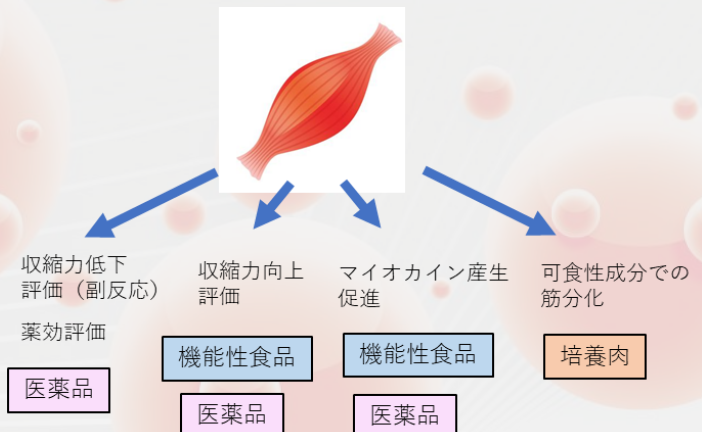 収縮力低下
評価（副反応）
薬効評価
医薬品
収縮力向上
評価
機能性食品
医薬品
マイオカイン産生
促進
機能性食品
医薬品
可食性成分での
筋分化
培養肉